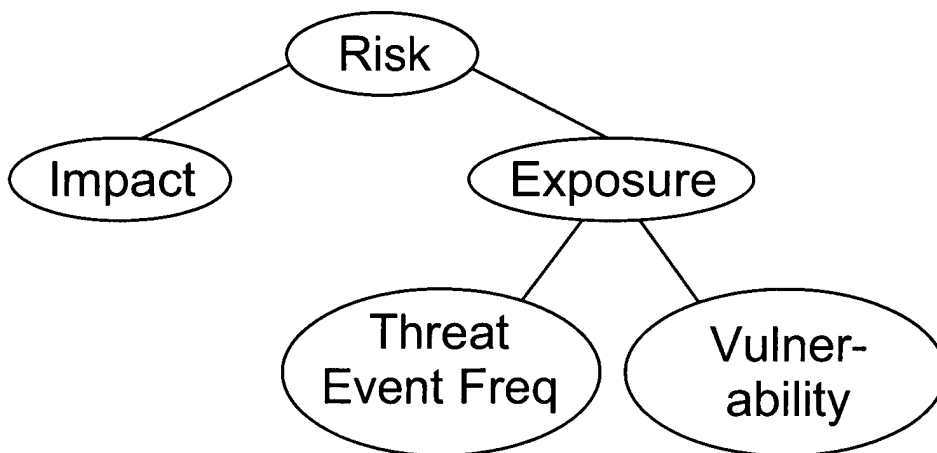 Risk
Impact
Exposure
Threat
Event Freq
Vulner-
ability